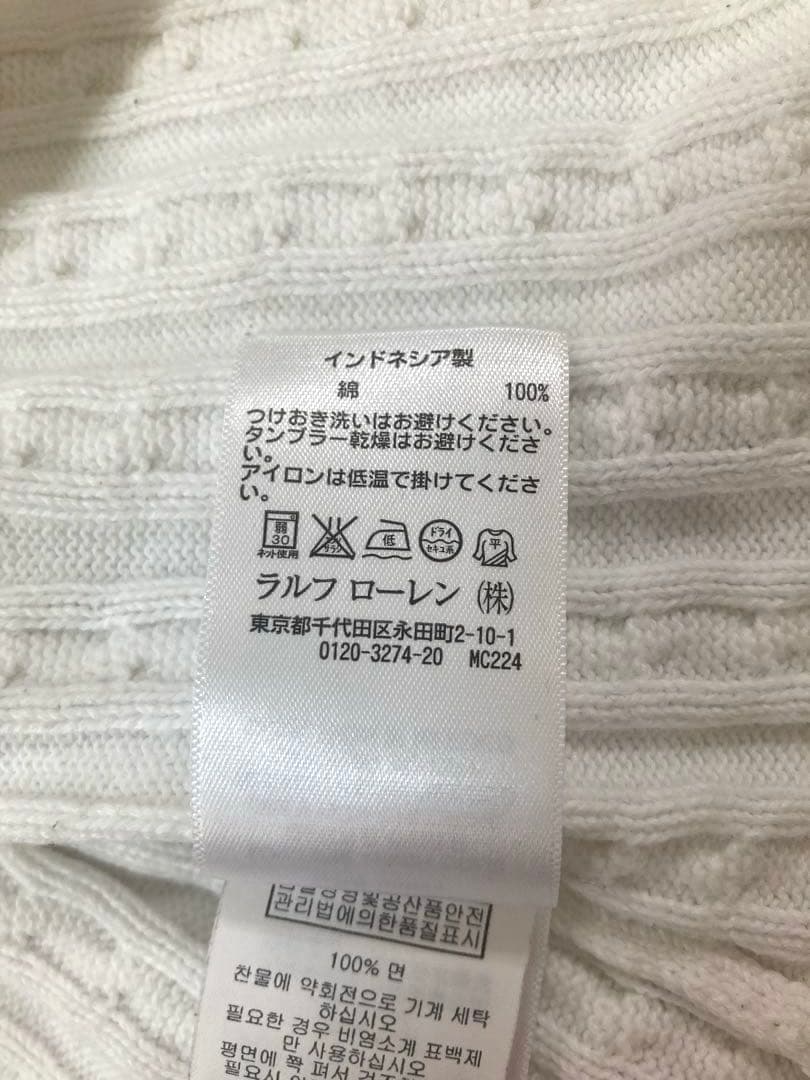 インドネシア製
綿 100%
つけおき洗いはお避けください。
タンブラー乾燥はお避けくださ
い。
アイロンは低温で掛けてくださ
い。
弱
30
ネット使用
エンソ
サラシ
低
ドライ
セキユ系
平
ラルフ ローレン (株)
東京都千代田区永田町2-10-1
0120-3274-20 MC224
관리법에의한품질표시
100% 면
찬물에 약회전으로 기계 세탁
하십시오
필요한 경우 비염소계 표백제
만 사용하십시오
평면에 쫙 펴서